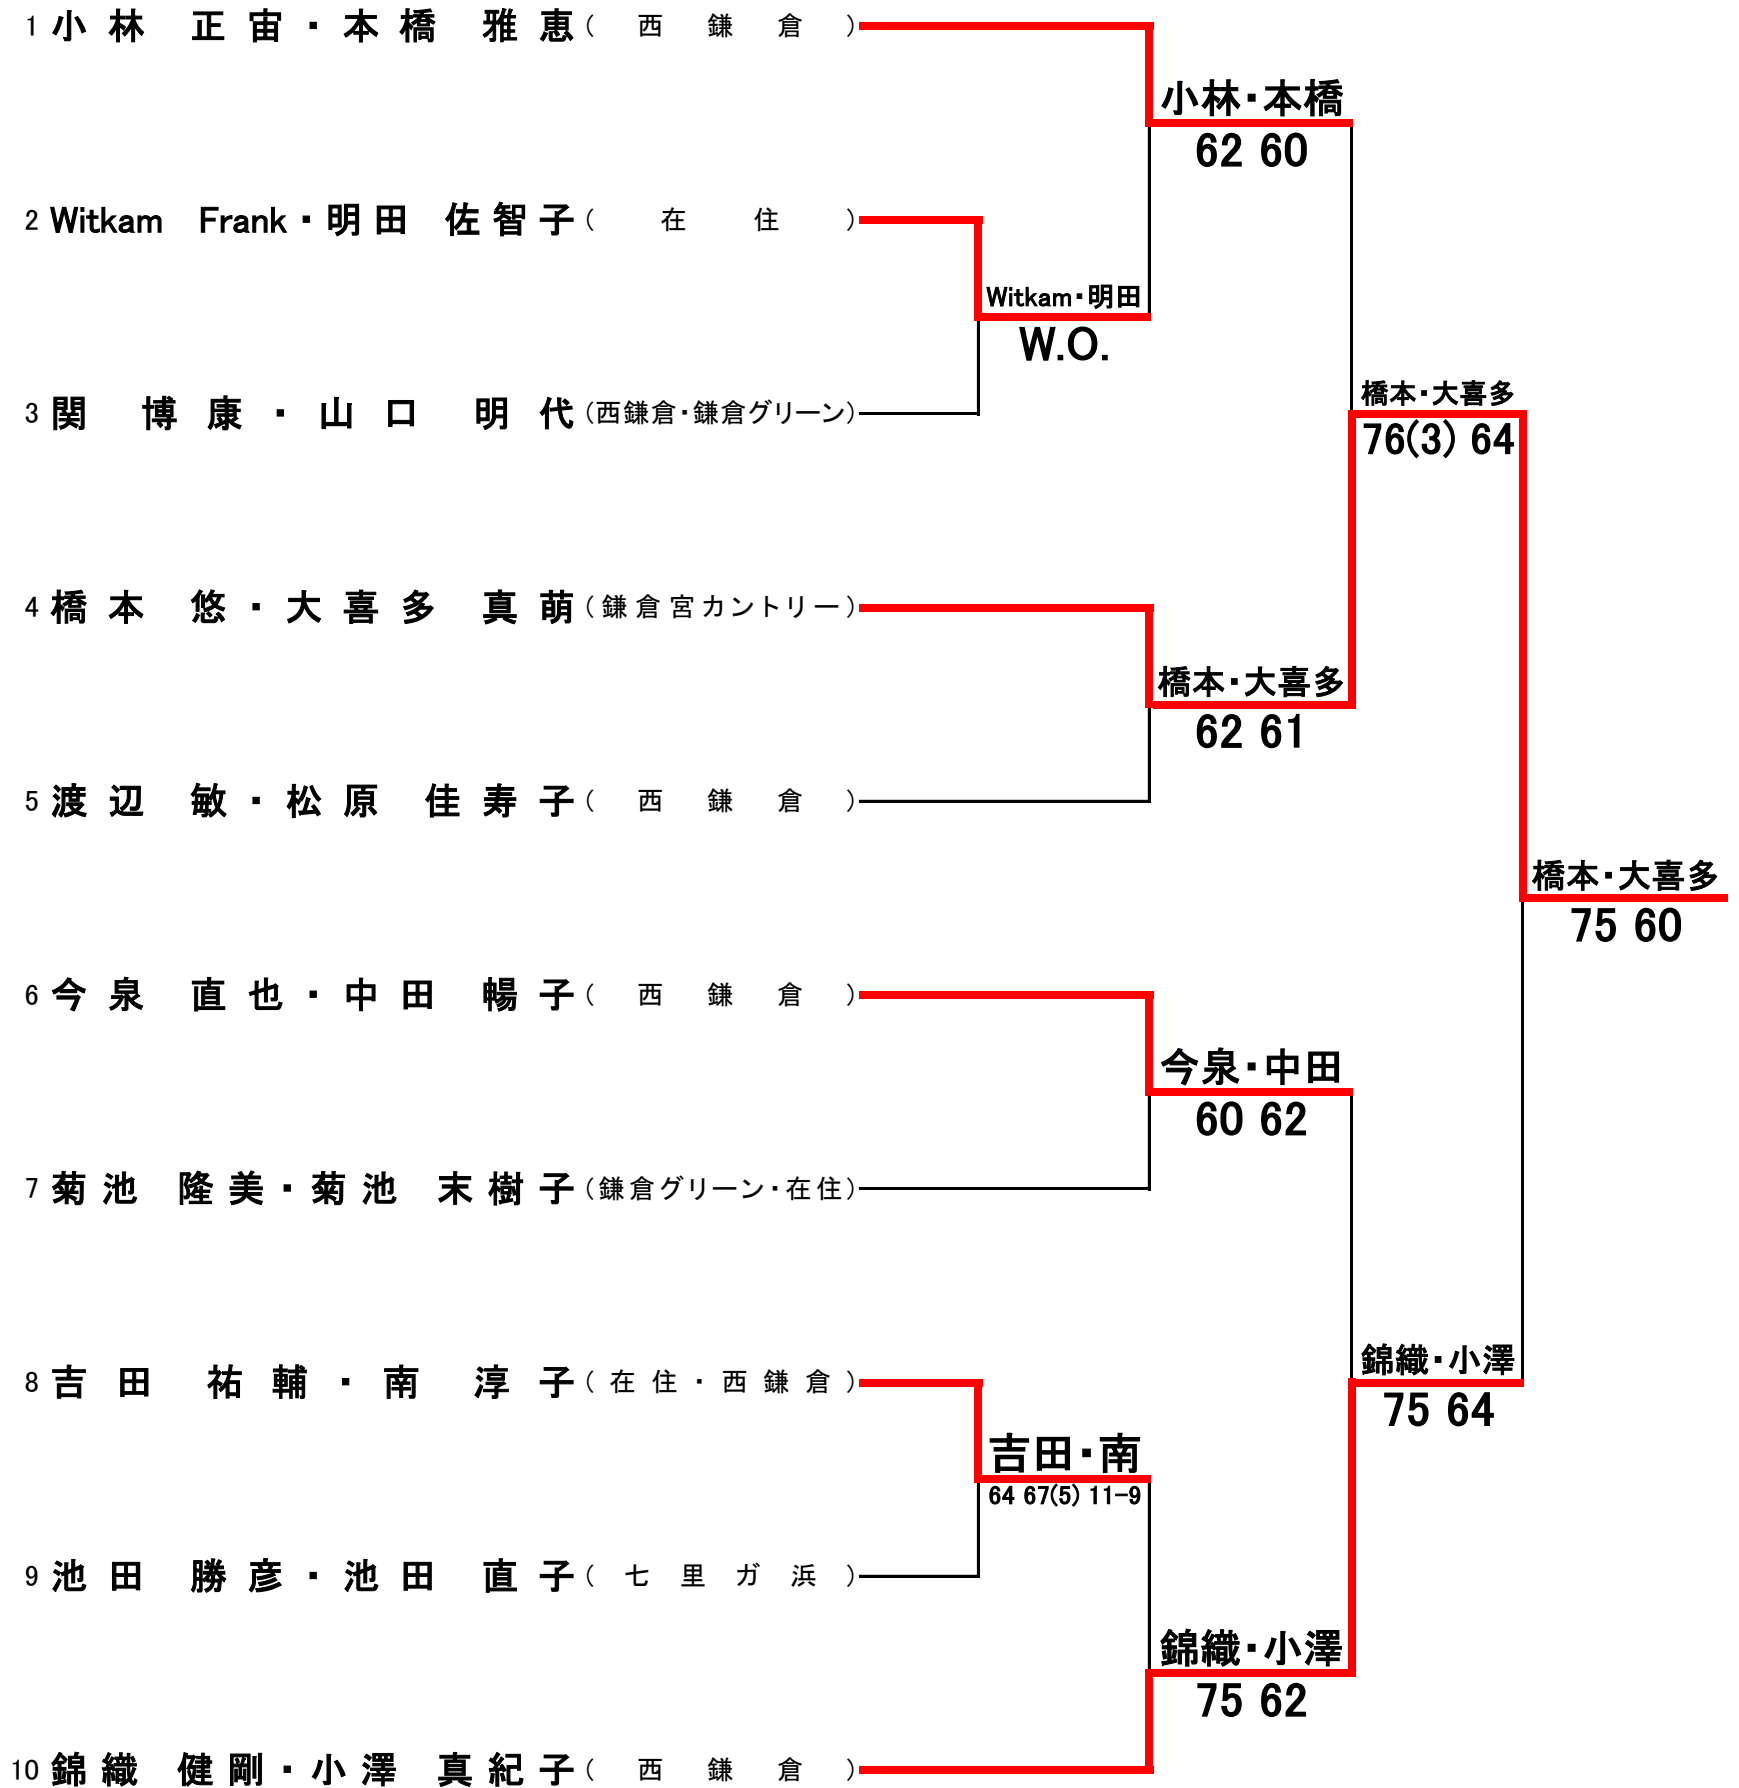 1 小林 正宙・本橋 雅恵 (西鎌倉)
小林・本橋
62 60
2 Witkam Frank・明田 佐智子 (在住)
Witkam・明田
W.O.
3 関 博康・山口 明代 (西鎌倉・鎌倉グリーン)
橋本・大喜多
76(3) 64
4 橋本 悠・大喜多 真萌 (鎌倉宮カントリー)
橋本・大喜多
62 61
5 渡辺 敏・松原 佳寿子 (西鎌倉)
橋本・大喜多
75 60
6 今泉 直也・中田 暢子 (西鎌倉)
今泉・中田
60 62
7 菊池 隆美・菊池 末樹子 (鎌倉グリーン・在住)
錦織・小澤
75 64
8 吉田 祐輔・南 淳子 (在住・西鎌倉)
吉田・南
64 67(5) 11-9
9 池田 勝彦・池田 直子 (七里ガ浜)
錦織・小澤
75 62
10 錦織 健剛・小澤 真紀子 (西鎌倉)